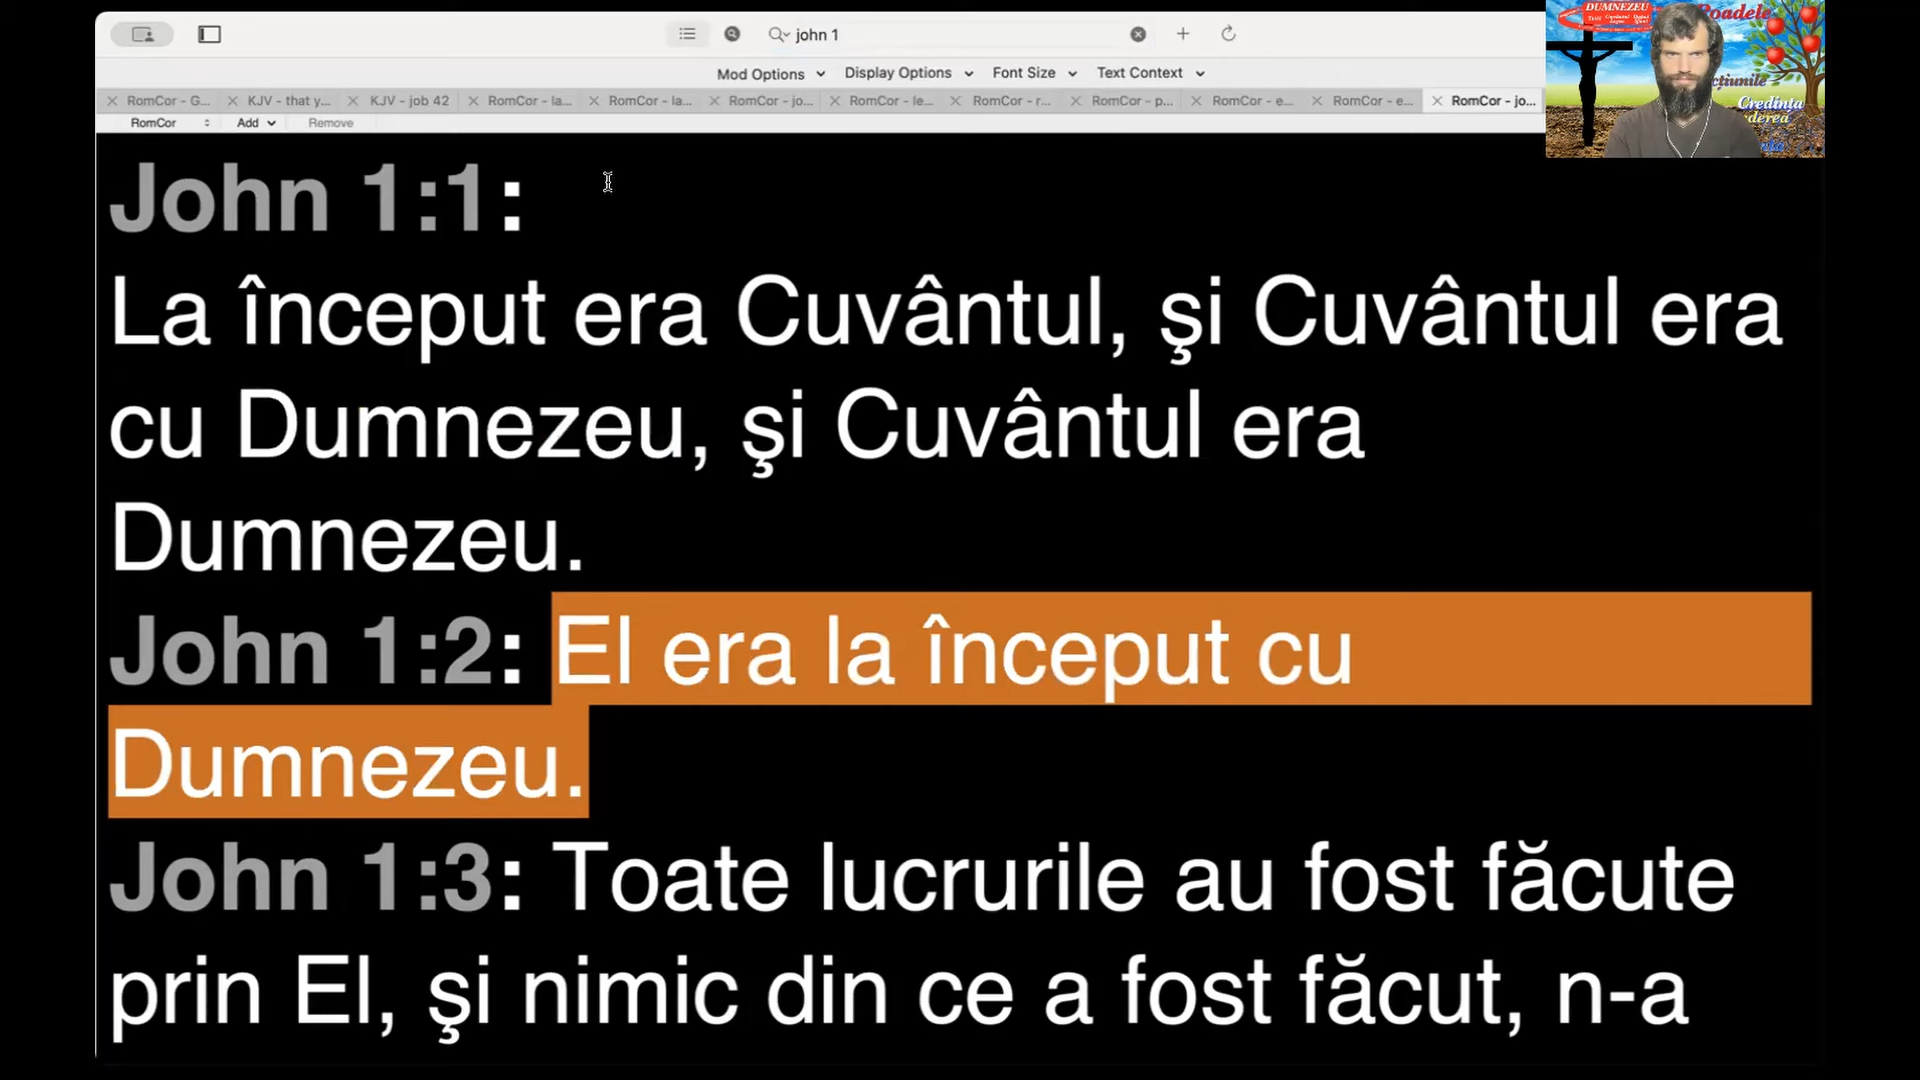 john 1
Mod Options
Display Options
Font Size
Text Context
RomCor - G...
KJV - that y...
KJV - job 42
RomCor - la...
RomCor - la...
RomCor - jo...
RomCor - le...
RomCor - r...
RomCor - p...
RomCor - e...
RomCor - e...
RomCor - jo...
RomCor
Add
Remove
DUMNEZEU
Roadele
cțiunile
Credința
John 1:1:
La început era Cuvântul, şi Cuvântul era
cu Dumnezeu, şi Cuvântul era
Dumnezeu.
John 1:2: El era la început cu
Dumnezeu.
John 1:3: Toate lucrurile au fost făcute
prin El, şi nimic din ce a fost făcut, n-a